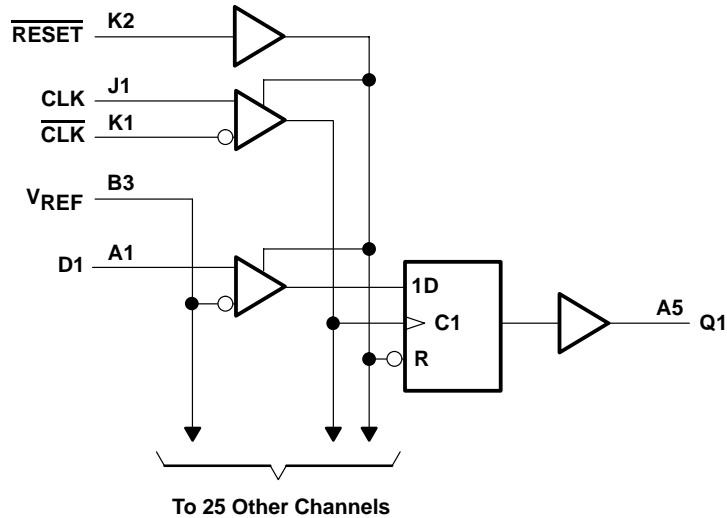 RESET K2
CLK J1
CLK K1
VREF B3
D1 A1
1D
C1
R
A5 Q1
To 25 Other Channels